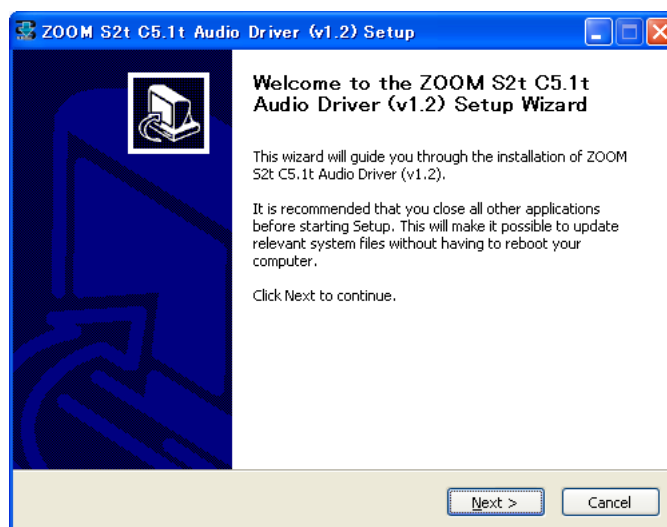 ZOOM S2t C5.1t Audio Driver (v1.2) Setup
Welcome to the ZOOM S2t C5.1t
Audio Driver (v1.2) Setup Wizard
This wizard will guide you through the installation of ZOOM
S2t C5.1t Audio Driver (v1.2).
It is recommended that you close all other applications
before starting Setup. This will make it possible to update
relevant system files without having to reboot your
computer.
Click Next to continue.
Next >
Cancel